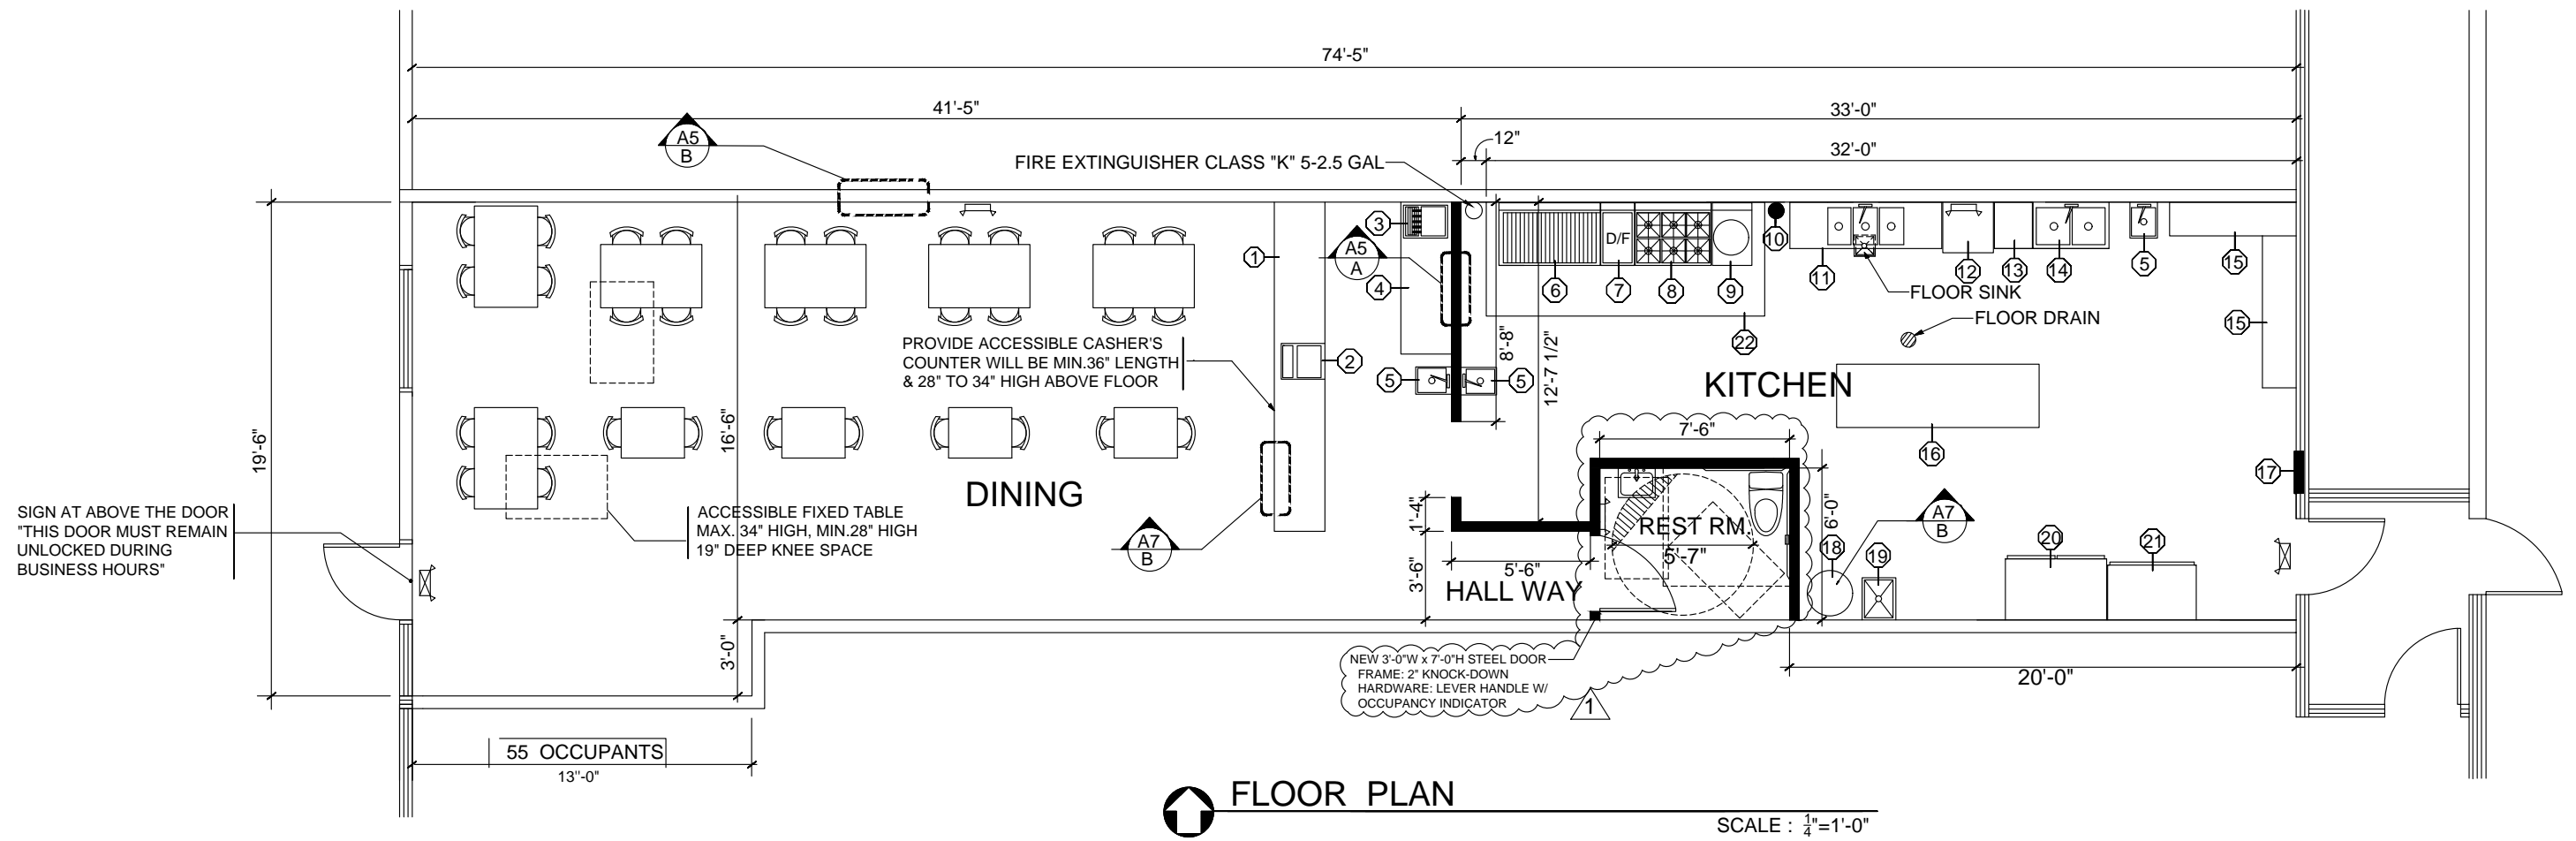 74'-5"
41'-5"
33'-0"
12"
32'-0"
A5
B
FIRE EXTINGUISHER CLASS "K" 5-2.5 GAL
3
A5
A
1
4
D/F
6
7
8
9
10
11
12
13
14
5
15
FLOOR SINK
FLOOR DRAIN
15
22
PROVIDE ACCESSIBLE CASHER'S
COUNTER WILL BE MIN.36" LENGTH
& 28" TO 34" HIGH ABOVE FLOOR
2
5
5
8'-8"
12'-7 1/2"
KITCHEN
7'-6"
16
17
19'-6"
16'-6"
DINING
SIGN AT ABOVE THE DOOR
"THIS DOOR MUST REMAIN
UNLOCKED DURING
BUSINESS HOURS"
ACCESSIBLE FIXED TABLE
MAX. 34" HIGH, MIN.28" HIGH
19" DEEP KNEE SPACE
A7
B
1'-4"
3'-6"
5'-6"
HALL WAY
REST RM.
5'-7"
6'-0"
18
19
A7
B
20
21
3'-0"
NEW 3'-0"W x 7'-0"H STEEL DOOR
FRAME: 2" KNOCK-DOWN
HARDWARE: LEVER HANDLE W/
OCCUPANCY INDICATOR
1
20'-0"
55 OCCUPANTS
13"-0"
FLOOR PLAN
SCALE : 1/4"=1'-0"